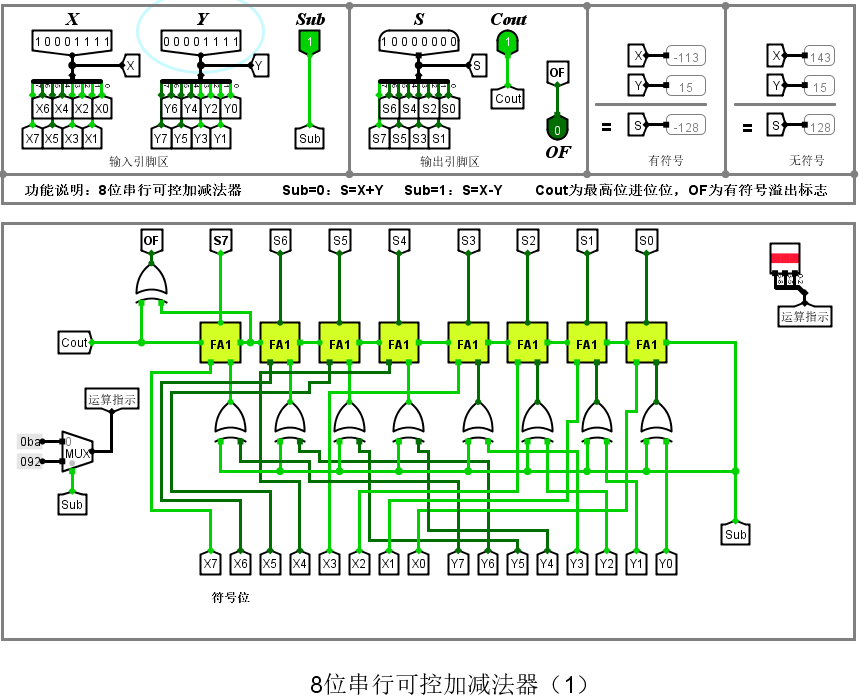 X Y Sub S Cout
10001111 00001111 1 10000000 1 OF X -113 X 143
X Y S Y 15 Y 15
X6 X4 X2 X0 Y6 Y4 Y2 Y0 S6 S4 S2 S0 Cout
X7 X5 X3 X1 Y7 Y5 Y3 Y1 Sub S7 S5 S3 S1 0 = S -128 = S 128
输入引脚区 输出引脚区 OF 有符号 无符号
功能说明：8位串行可控加减法器 Sub=0：S=X+Y Sub=1：S=X-Y Cout为最高位进位位，OF为有符号溢出标志
OF S7 S6 S5 S4 S3 S2 S1 S0
运算指示
Cout FA1 FA1 FA1 FA1 FA1 FA1 FA1 FA1
运算指示
0ba 0
MUX
092
Sub
Sub
X7 X6 X5 X4 X3 X2 X1 X0 Y7 Y6 Y5 Y4 Y3 Y2 Y1 Y0
符号位
8位串行可控加减法器（1）